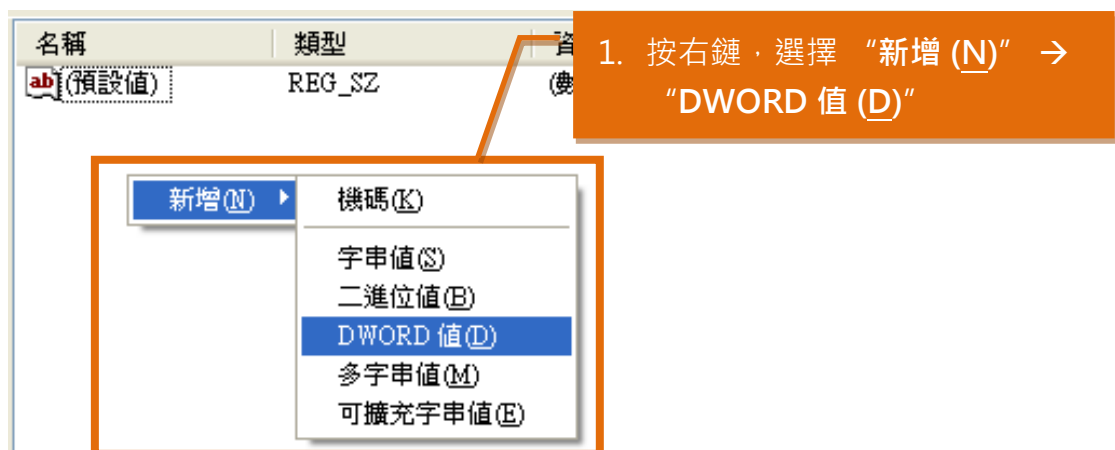 名稱 類型
1. 按右鍵，選擇 “新增 (N)” →
“DWORD 值 (D)”
ab (預設值) REG_SZ
新增(N) 機碼(K)
字串值(S)
二進位值(B)
DWORD 值(D)
多字串值(M)
可擴充字串值(E)